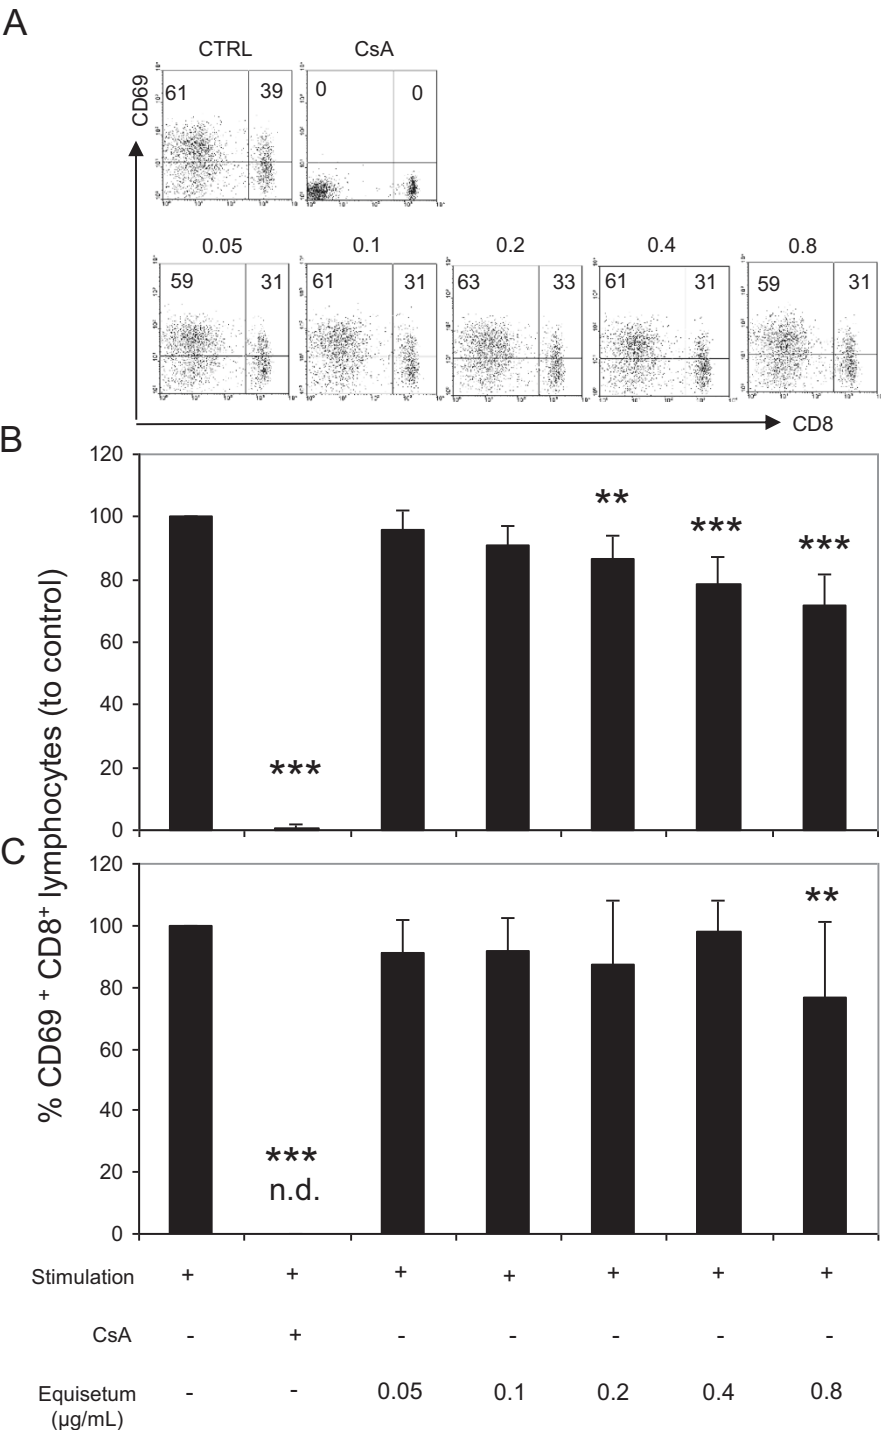 A
CTRL CsA
CD69
61 39 0 0
0.05 0.1 0.2 0.4 0.8
59 31 61 31 63 33 61 31 59 31
CD8
B
% CD69 + CD8+ lymphocytes (to control)
120
100
80
60
40
20
0
** *** ***
***
C
120
100
80
60
40
20
0
**
***
n.d.
Stimulation + + + + + + +
CsA - + - - - - -
Equisetum - - 0.05 0.1 0.2 0.4 0.8
(µg/mL)